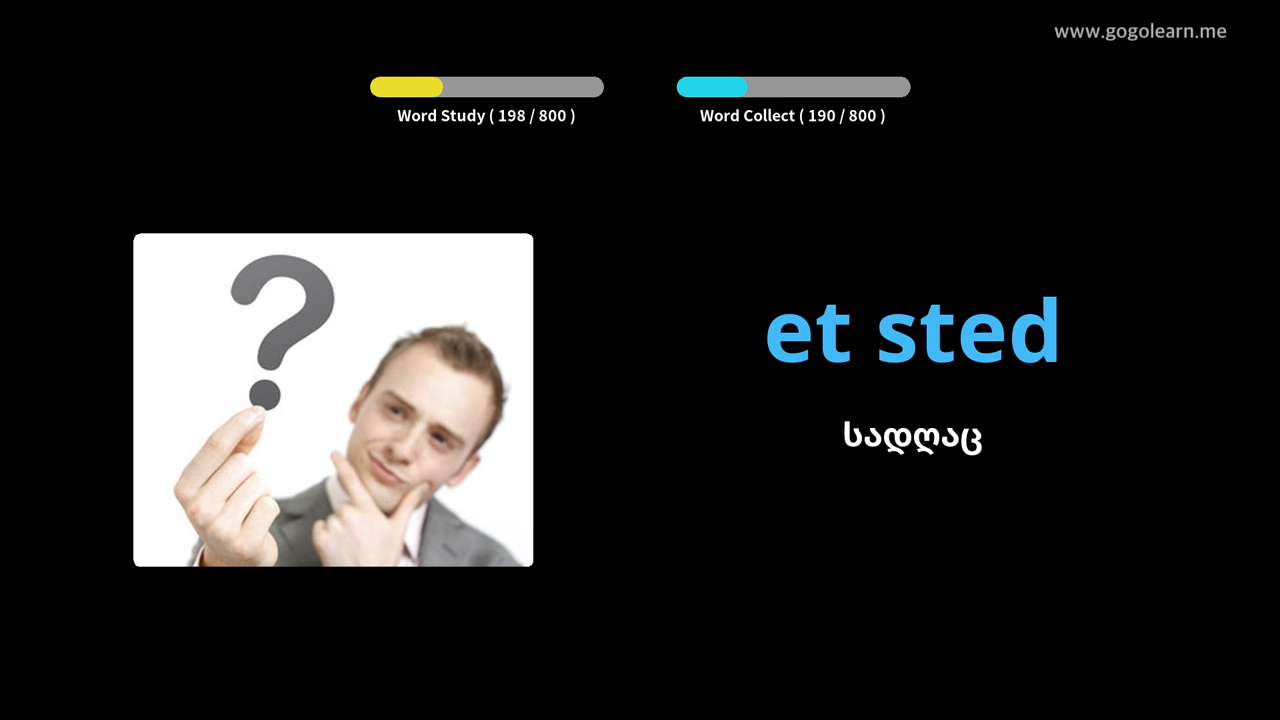 www.gogolearn.me
Word Study ( 198 / 800 )
Word Collect ( 190 / 800 )
?
et sted
სადღაც